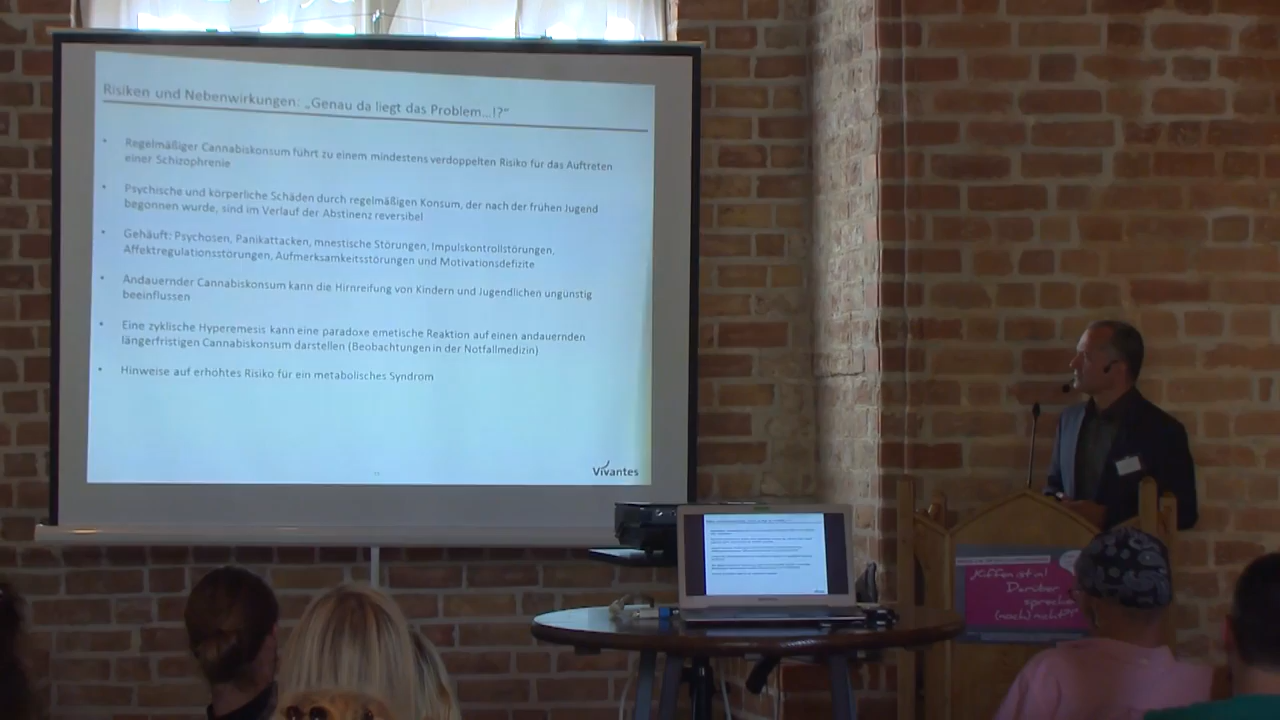 Risiken und Nebenwirkungen: „Genau da liegt das Problem...!?"
• Regelmäßiger Cannabiskonsum führt zu einem mindestens verdoppelten Risiko für das Auftreten
einer Schizophrenie
• Psychische und körperliche Schäden durch regelmäßigen Konsum, der nach der frühen Jugend
begonnen wurde, sind im Verlauf der Abstinenz reversibel
• Gehäuft: Psychosen, Panikattacken, mnestische Störungen, Impulskontrollstörungen,
Affektregulationsstörungen, Aufmerksamkeitsstörungen und Motivationsdefizite
• Andauernder Cannabiskonsum kann die Hirnreifung von Kindern und Jugendlichen ungünstig
beeinflussen
• Eine zyklische Hyperemesis kann eine paradoxe emetische Reaktion auf einen andauernden
längerfristigen Cannabiskonsum darstellen (Beobachtungen in der Notfallmedizin)
• Hinweise auf erhöhtes Risiko für ein metabolisches Syndrom
Vivantes
Kiffen ist in!
Darüber
spreche
(noch) nicht?!